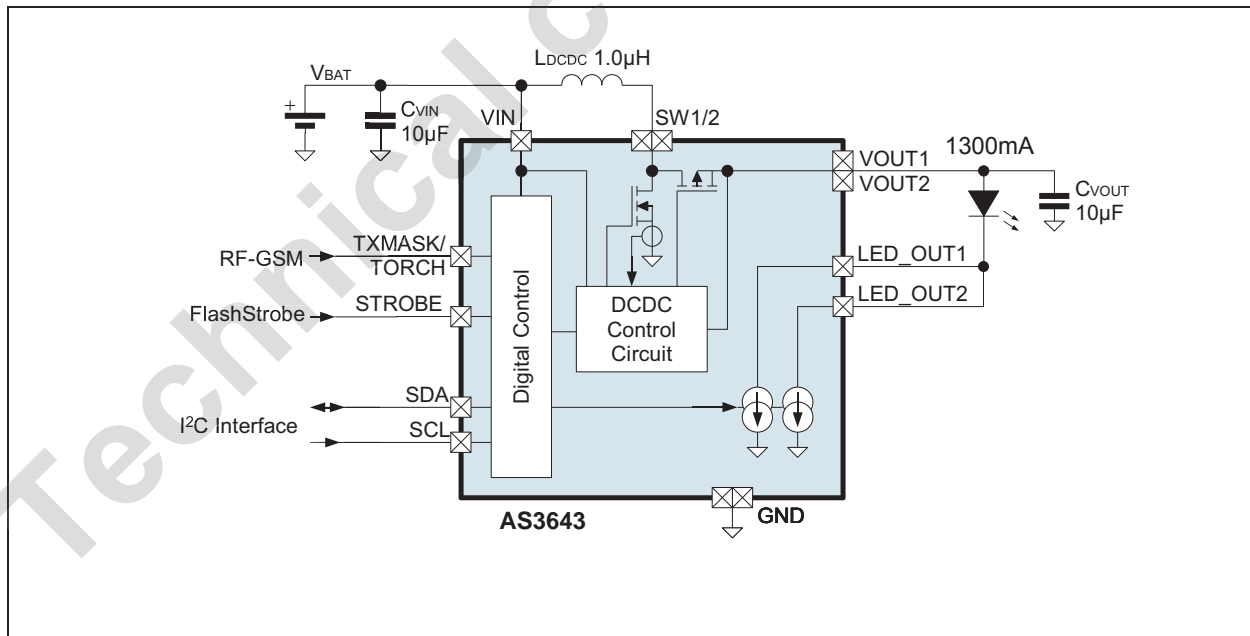 Technical c
LDCDC 1.0µH
VBAT
+
CVIN
10µF
VIN
SW1/2
1300mA
VOUT1
VOUT2
CVOUT
10µF
RF-GSM
TXMASK/
TORCH
FlashStrobe
STROBE
Digital Control
DCDC
Control
Circuit
LED_OUT1
LED_OUT2
I²C Interface
SDA
SCL
AS3643
GND